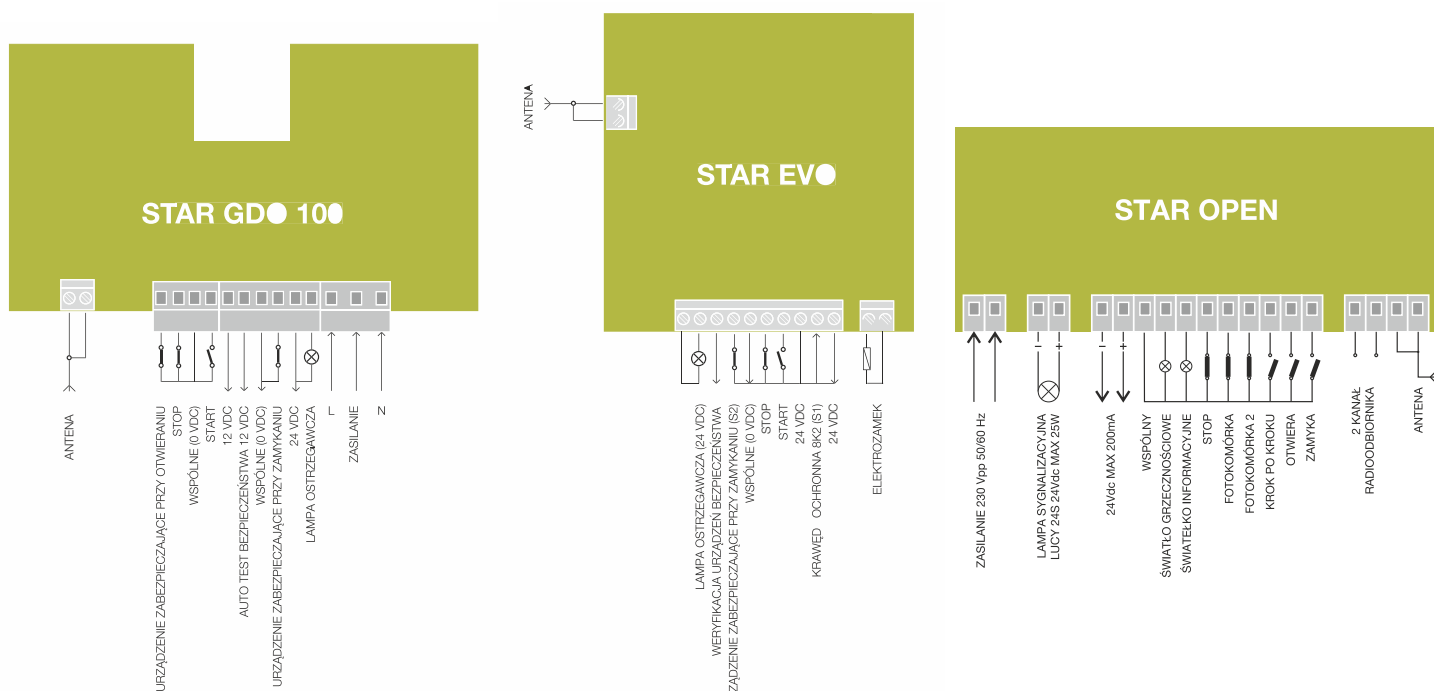 STAR GDO 100
ANTENA
URZĄDZENIE ZABEZPIECZAJĄCE PRZY OTWIERANIU
STOP
WSPÓLNE (0 VDC)
START
12 VDC
AUTO TEST BEZPIECZEŃSTWA 12 VDC
WSPÓLNE (0 VDC)
URZĄDZENIE ZABEZPIECZAJĄCE PRZY ZAMYKANIU
24 VDC
LAMPA OSTRZEGAWCZA
L
ZASILANIE
N
STAR EVO
ANTENA
LAMPA OSTRZEGAWCZA (24 VDC)
WERYFIKACJA URZĄDZEŃ BEZPIECZEŃSTWA
ZĄDZENIE ZABEZPIECZAJĄCE PRZY ZAMYKANIU (S2)
WSPÓLNE (0 VDC)
STOP
START
24 VDC
KRAWĘD OCHRONNA 8K2 (S1)
24 VDC
ELEKTROZAMEK
STAR OPEN
ZASILANIE 230 Vpp 50/60 Hz
- +
LAMPA SYGNALIZACYJNA
LUCY 24S 24Vdc MAX 25W
- +
24Vdc MAX 200mA
WSPÓLNY
ŚWIATŁO GRZECZNOŚCIOWE
ŚWIATEŁKO INFORMACYJNE
STOP
FOTOKOMÓRKA
FOTOKOMÓRKA 2
KROK PO KROKU
OTWIERA
ZAMYKA
2 KANAŁ
RADIOODBIORNIKA
ANTENA